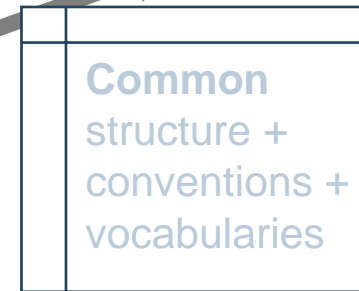 Common
structure +
conventions +
vocabularies